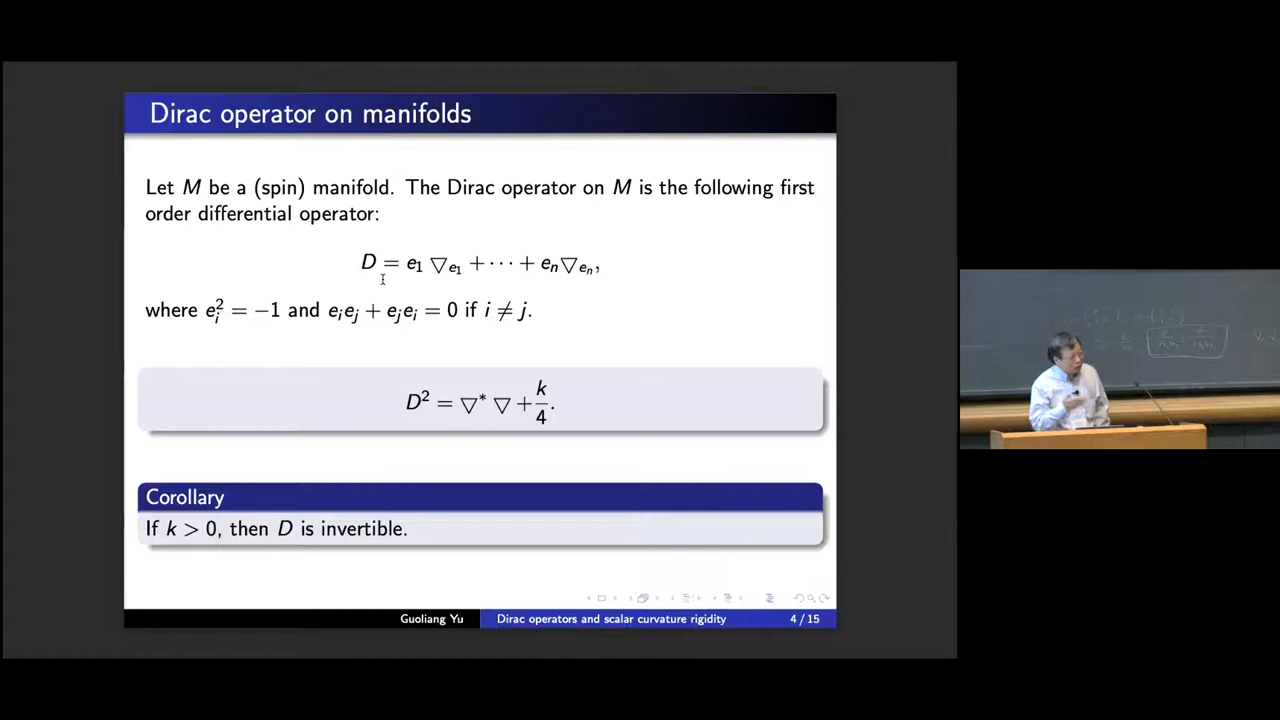 Dirac operator on manifolds
Let M be a (spin) manifold. The Dirac operator on M is the following first
order differential operator:
D = e₁ ▽e₁ + ⋯ + eₙ▽eₙ,
where eᵢ² = −1 and eᵢeⱼ + eⱼeᵢ = 0 if i ≠ j.
D² = ▽* ▽ + k/4.
Corollary
If k > 0, then D is invertible.
Guoliang Yu
Dirac operators and scalar curvature rigidity
4 / 15